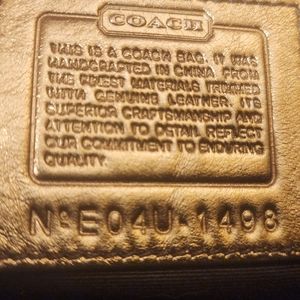 COACH
THIS IS A COACH BAG. IT WAS
HANDCRAFTED IN CHINA FROM
THE FINEST MATERIALS TRIMMED
WITH GENUINE LEATHER. ITS
SUPERIOR CRAFTSMANSHIP AND
ATTENTION TO DETAIL REFLECT
OUR COMMITMENT TO ENDURING
QUALITY.
Nº E04U-1498